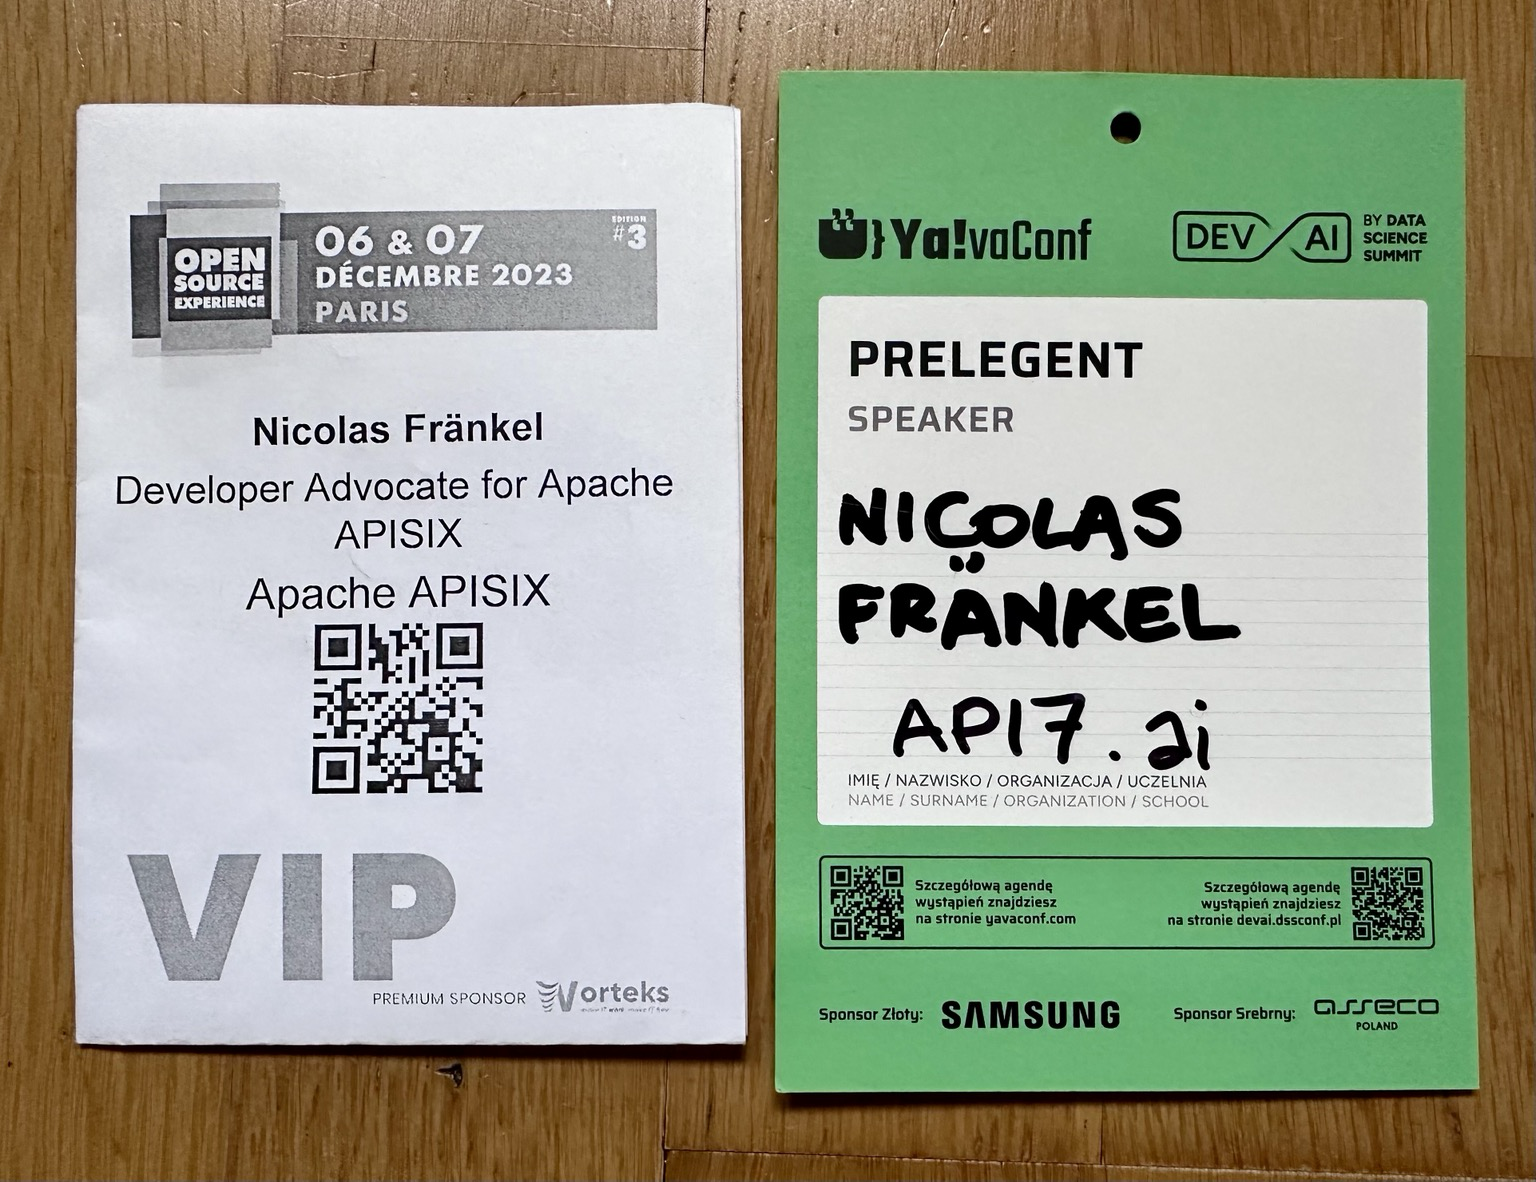 OPEN
SOURCE
EXPERIENCE
06 & 07
DÉCEMBRE 2023
PARIS
EDITION
#3
Nicolas Fränkel
Developer Advocate for Apache
APISIX
Apache APISIX
VIP
PREMIUM SPONSOR
Worteks
Ya!vaConf
DEV AI
BY DATA
SCIENCE
SUMMIT
PRELEGENT
SPEAKER
NICOLAS
FRÄNKEL
API7.ai
IMIĘ / NAZWISKO / ORGANIZACJA / UCZELNIA
NAME / SURNAME / ORGANIZATION / SCHOOL
Szczegółową agendę
wystąpień znajdziesz
na stronie yavaconf.com
Szczegółową agendę
wystąpień znajdziesz
na stronie devai.dssconf.pl
Sponsor Złoty:
SAMSUNG
Sponsor Srebrny:
asseco
POLAND